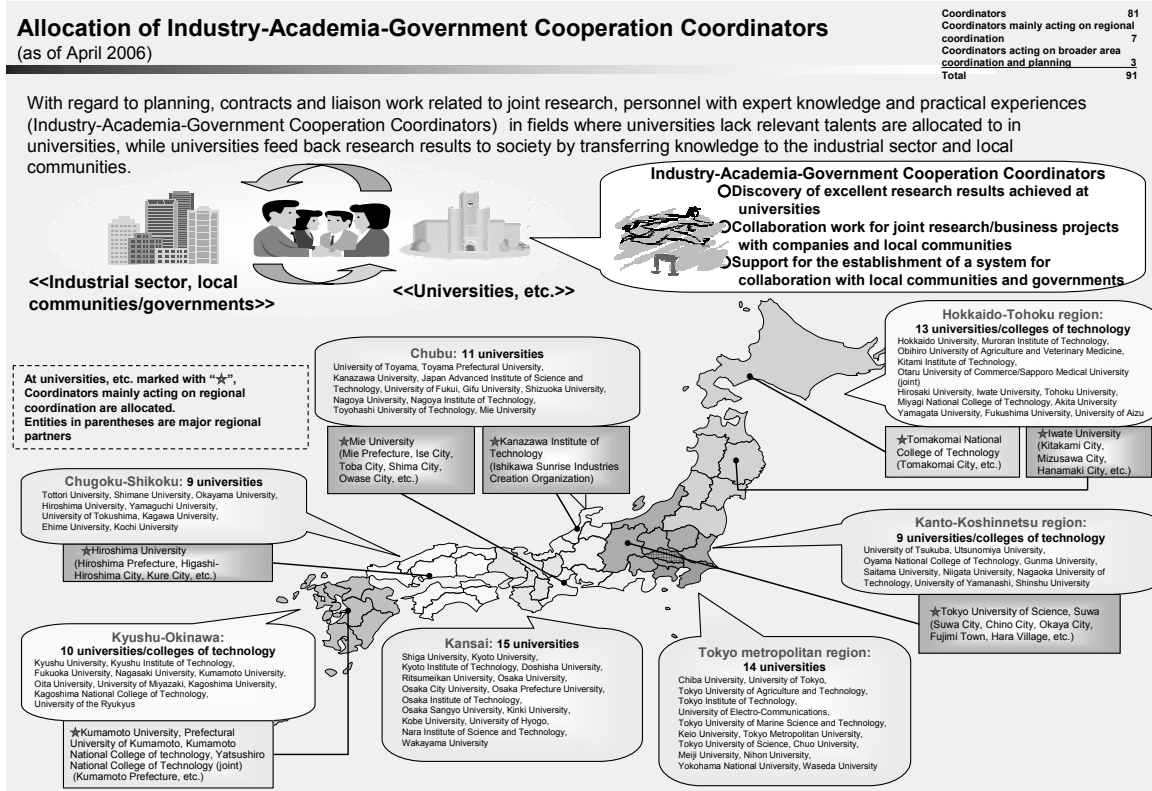 Allocation of Industry-Academia-Government Cooperation Coordinators
(as of April 2006)
Coordinators 81
Coordinators mainly acting on regional
coordination 7
Coordinators acting on broader area
coordination and planning 3
Total 91
With regard to planning, contracts and liaison work related to joint research, personnel with expert knowledge and practical experiences
(Industry-Academia-Government Cooperation Coordinators) in fields where universities lack relevant talents are allocated to in
universities, while universities feed back research results to society by transferring knowledge to the industrial sector and local
communities.
<<Industrial sector, local
communities/governments>>
<<Universities, etc.>>
Industry-Academia-Government Cooperation Coordinators
○Discovery of excellent research results achieved at
universities
○Collaboration work for joint research/business projects
with companies and local communities
○Support for the establishment of a system for
collaboration with local communities and governments
At universities, etc. marked with “☆”,
Coordinators mainly acting on regional
coordination are allocated.
Entities in parentheses are major regional
partners
Chubu: 11 universities
University of Toyama, Toyama Prefectural University,
Kanazawa University, Japan Advanced Institute of Science and
Technology, University of Fukui, Gifu University, Shizuoka University,
Nagoya University, Nagoya Institute of Technology,
Toyohashi University of Technology, Mie University
☆Mie University
(Mie Prefecture, Ise City,
Toba City, Shima City,
Owase City, etc.)
☆Kanazawa Institute of
Technology
(Ishikawa Sunrise Industries
Creation Organization)
Hokkaido-Tohoku region:
13 universities/colleges of technology
Hokkaido University, Muroran Institute of Technology,
Obihiro University of Agriculture and Veterinary Medicine,
Kitami Institute of Technology,
Otaru University of Commerce/Sapporo Medical University
(joint)
Hirosaki University, Iwate University, Tohoku University,
Miyagi National College of Technology, Akita University
Yamagata University, Fukushima University, University of Aizu
☆Tomakomai National
College of Technology
(Tomakomai City, etc.)
☆Iwate University
(Kitakami City,
Mizusawa City,
Hanamaki City, etc.)
Chugoku-Shikoku: 9 universities
Tottori University, Shimane University, Okayama University,
Hiroshima University, Yamaguchi University,
University of Tokushima, Kagawa University,
Ehime University, Kochi University
☆Hiroshima University
(Hiroshima Prefecture, Higashi-
Hiroshima City, Kure City, etc.)
Kanto-Koshinnetsu region:
9 universities/colleges of technology
University of Tsukuba, Utsunomiya University,
Oyama National College of Technology, Gunma University,
Saitama University, Niigata University, Nagaoka University of
Technology, University of Yamanashi, Shinshu University
☆Tokyo University of Science, Suwa
(Suwa City, Chino City, Okaya City,
Fujimi Town, Hara Village, etc.)
Kyushu-Okinawa:
10 universities/colleges of technology
Kyushu University, Kyushu Institute of Technology,
Fukuoka University, Nagasaki University, Kumamoto University,
Oita University, University of Miyazaki, Kagoshima University,
Kagoshima National College of Technology,
University of the Ryukyus
☆Kumamoto University, Prefectural
University of Kumamoto, Kumamoto
National College of technology, Yatsushiro
National College of Technology (joint)
(Kumamoto Prefecture, etc.)
Kansai: 15 universities
Shiga University, Kyoto University,
Kyoto Institute of Technology, Doshisha University,
Ritsumeikan University, Osaka University,
Osaka City University, Osaka Prefecture University,
Osaka Institute of Technology,
Osaka Sangyo University, Kinki University,
Kobe University, University of Hyogo,
Nara Institute of Science and Technology,
Wakayama University
Tokyo metropolitan region:
14 universities
Chiba University, University of Tokyo,
Tokyo University of Agriculture and Technology,
Tokyo Institute of Technology,
University of Electro-Communications,
Tokyo University of Marine Science and Technology,
Keio University, Tokyo Metropolitan University,
Tokyo University of Science, Chuo University,
Meiji University, Nihon University,
Yokohama National University, Waseda University